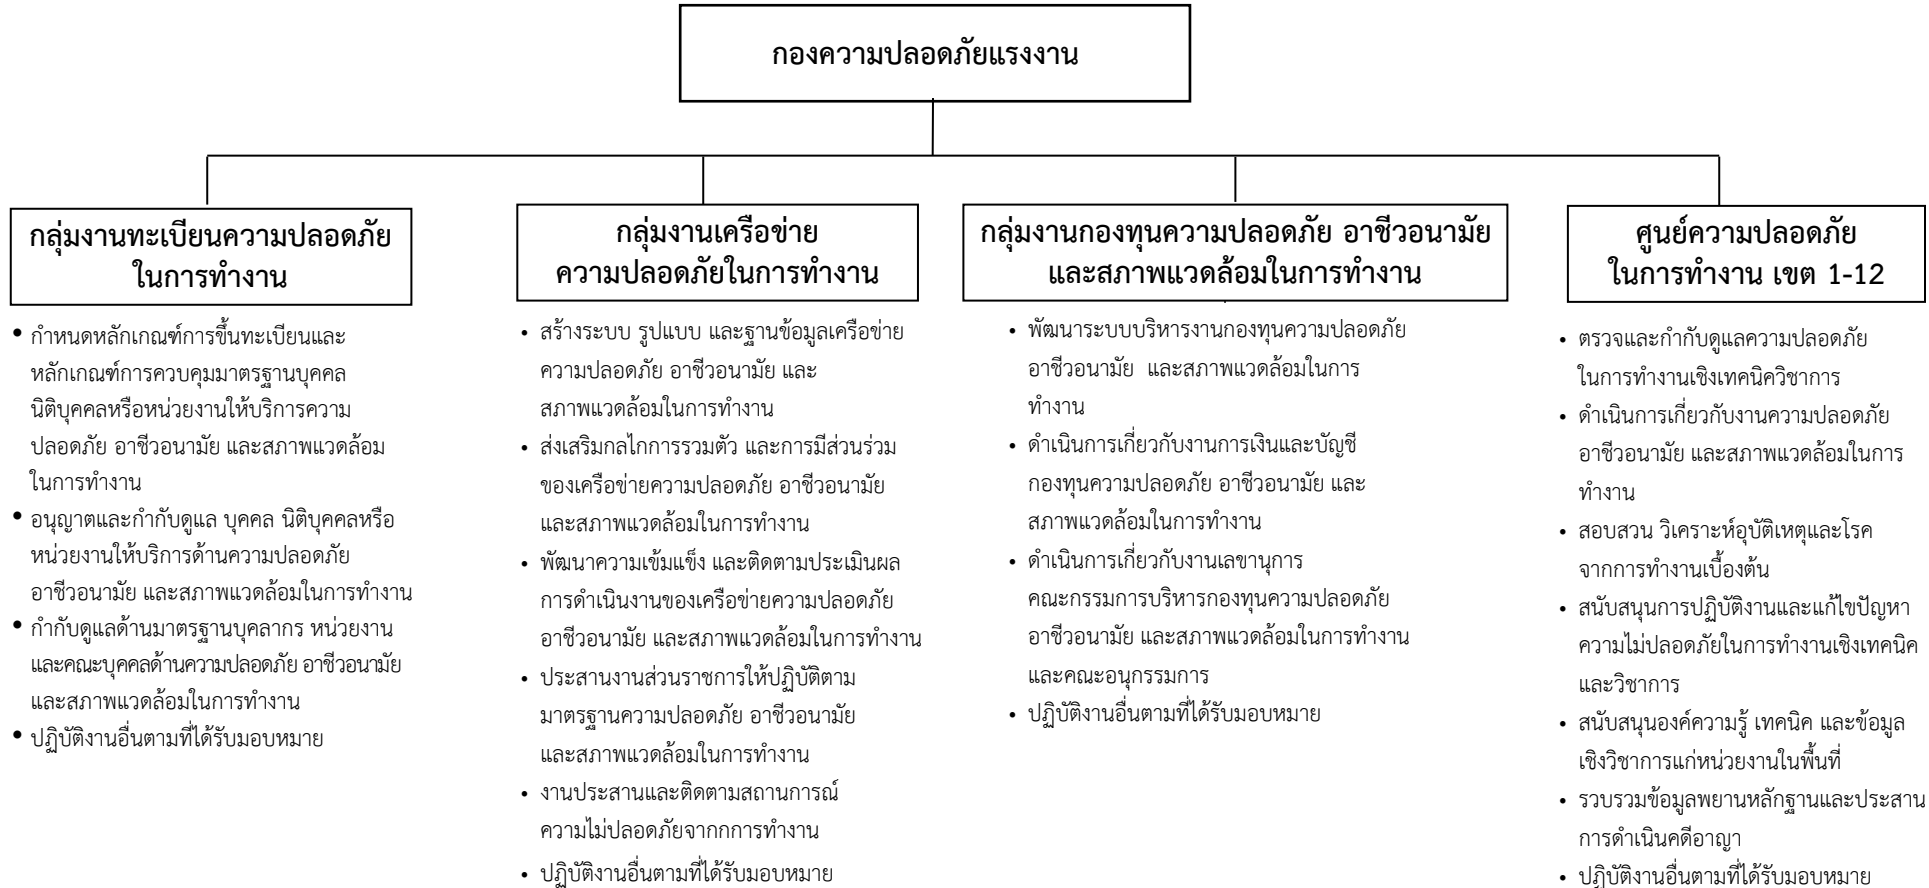 กองความปลอดภัยแรงงาน
กลุ่มงานทะเบียนความปลอดภัย
ในการทำงาน
• กำหนดหลักเกณฑ์การขึ้นทะเบียนและ
หลักเกณฑ์การควบคุมมาตรฐานบุคคล
นิติบุคคลหรือหน่วยงานให้บริการความ
ปลอดภัย อาชีวอนามัย และสภาพแวดล้อม
ในการทำงาน
• อนุญาตและกำกับดูแล บุคคล นิติบุคคลหรือ
หน่วยงานให้บริการด้านความปลอดภัย
อาชีวอนามัย และสภาพแวดล้อมในการทำงาน
• กำกับดูแลด้านมาตรฐานบุคลากร หน่วยงาน
และคณะบุคคลด้านความปลอดภัย อาชีวอนามัย
และสภาพแวดล้อมในการทำงาน
• ปฏิบัติงานอื่นตามที่ได้รับมอบหมาย
กลุ่มงานเครือข่าย
ความปลอดภัยในการทำงาน
• สร้างระบบ รูปแบบ และฐานข้อมูลเครือข่าย
ความปลอดภัย อาชีวอนามัย และ
สภาพแวดล้อมในการทำงาน
• ส่งเสริมกลไกการรวมตัว และการมีส่วนร่วม
ของเครือข่ายความปลอดภัย อาชีวอนามัย
และสภาพแวดล้อมในการทำงาน
• พัฒนาความเข้มแข็ง และติดตามประเมินผล
การดำเนินงานของเครือข่ายความปลอดภัย
อาชีวอนามัย และสภาพแวดล้อมในการทำงาน
• ประสานงานส่วนราชการให้ปฏิบัติตาม
มาตรฐานความปลอดภัย อาชีวอนามัย
และสภาพแวดล้อมในการทำงาน
• งานประสานและติดตามสถานการณ์
ความไม่ปลอดภัยจากกการทำงาน
• ปฏิบัติงานอื่นตามที่ได้รับมอบหมาย
กลุ่มงานกองทุนความปลอดภัย อาชีวอนามัย
และสภาพแวดล้อมในการทำงาน
• พัฒนาระบบบริหารงานกองทุนความปลอดภัย
อาชีวอนามัย และสภาพแวดล้อมในการ
ทำงาน
• ดำเนินการเกี่ยวกับงานการเงินและบัญชี
กองทุนความปลอดภัย อาชีวอนามัย และ
สภาพแวดล้อมในการทำงาน
• ดำเนินการเกี่ยวกับงานเลขานุการ
คณะกรรมการบริหารกองทุนความปลอดภัย
อาชีวอนามัย และสภาพแวดล้อมในการทำงาน
และคณะอนุกรรมการ
• ปฏิบัติงานอื่นตามที่ได้รับมอบหมาย
ศูนย์ความปลอดภัย
ในการทำงาน เขต 1-12
• ตรวจและกำกับดูแลความปลอดภัย
ในการทำงานเชิงเทคนิควิชาการ
• ดำเนินการเกี่ยวกับงานความปลอดภัย
อาชีวอนามัย และสภาพแวดล้อมในการ
ทำงาน
• สอบสวน วิเคราะห์อุบัติเหตุและโรค
จากการทำงานเบื้องต้น
• สนับสนุนการปฏิบัติงานและแก้ไขปัญหา
ความไม่ปลอดภัยในการทำงานเชิงเทคนิค
และวิชาการ
• สนับสนุนองค์ความรู้ เทคนิค และข้อมูล
เชิงวิชาการแก่หน่วยงานในพื้นที่
• รวบรวมข้อมูลพยานหลักฐานและประสาน
การดำเนินคดีอาญา
• ปฏิบัติงานอื่นตามที่ได้รับมอบหมาย